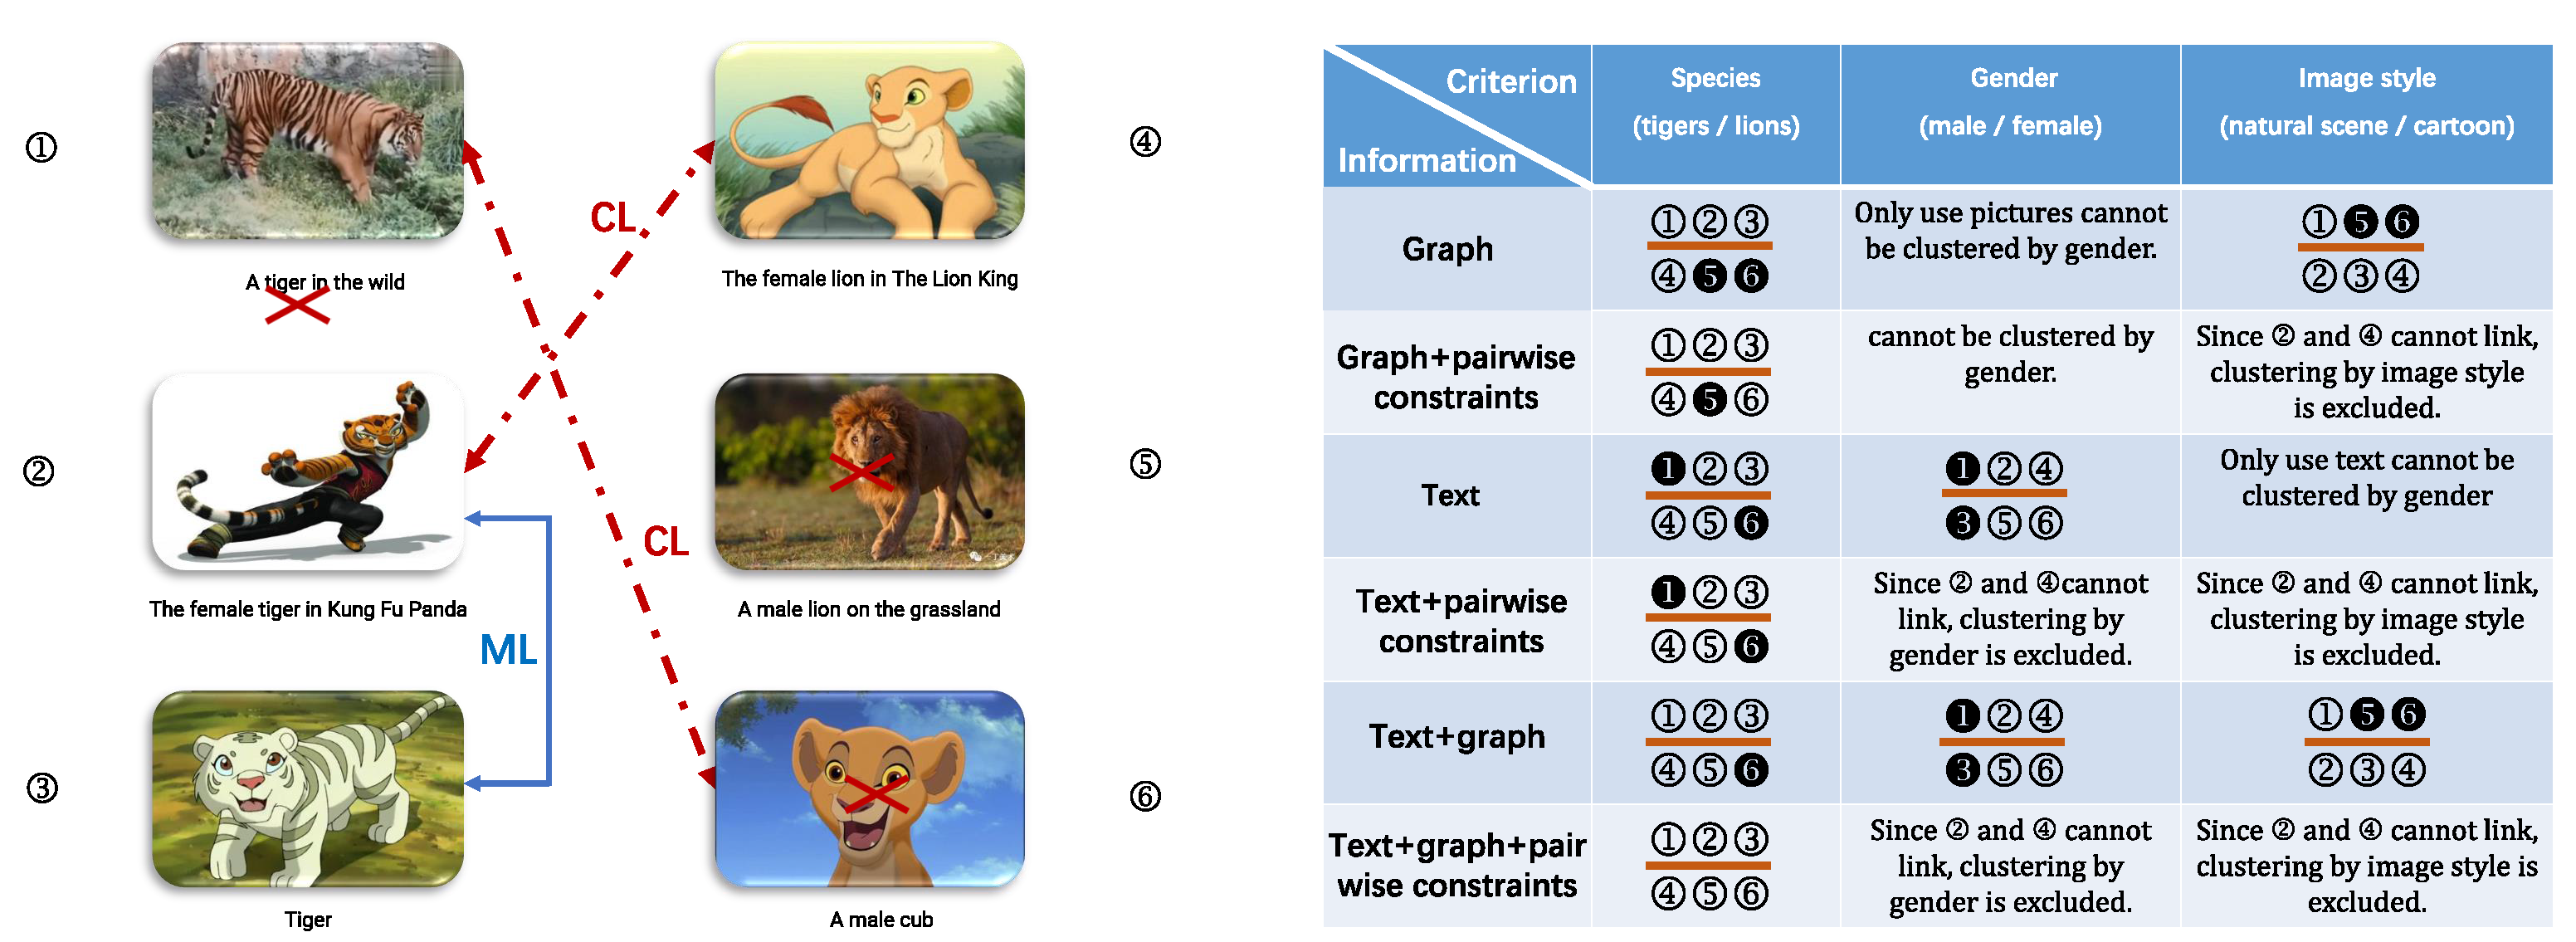 ①
A tiger in the wild
②
The female tiger in Kung Fu Panda
③
Tiger
CL
CL
ML
④
The female lion in The Lion King
⑤
A male lion on the grassland
⑥
A male cub
Criterion
Information
Species
(tigers / lions)
Gender
(male / female)
Image style
(natural scene / cartoon)
Graph
①②③
④❺❻
Only use pictures cannot
be clustered by gender.
①❺❻
②③④
Graph+pairwise
constraints
①②③
④❺⑥
cannot be clustered by
gender.
Since ② and ④ cannot link,
clustering by image style
is excluded.
Text
❶②③
④⑤❻
❶②④
❸⑤⑥
Only use text cannot be
clustered by gender
Text+pairwise
constraints
❶②③
④⑤❻
Since ② and ④cannot
link, clustering by
gender is excluded.
Since ② and ④ cannot link,
clustering by image style
is excluded.
Text+graph
①②③
④⑤❻
❶②④
❸⑤⑥
①❺❻
②③④
Text+graph+pair
wise constraints
①②③
④⑤⑥
Since ② and ④ cannot
link, clustering by
gender is excluded.
Since ② and ④ cannot link,
clustering by image style is
excluded.